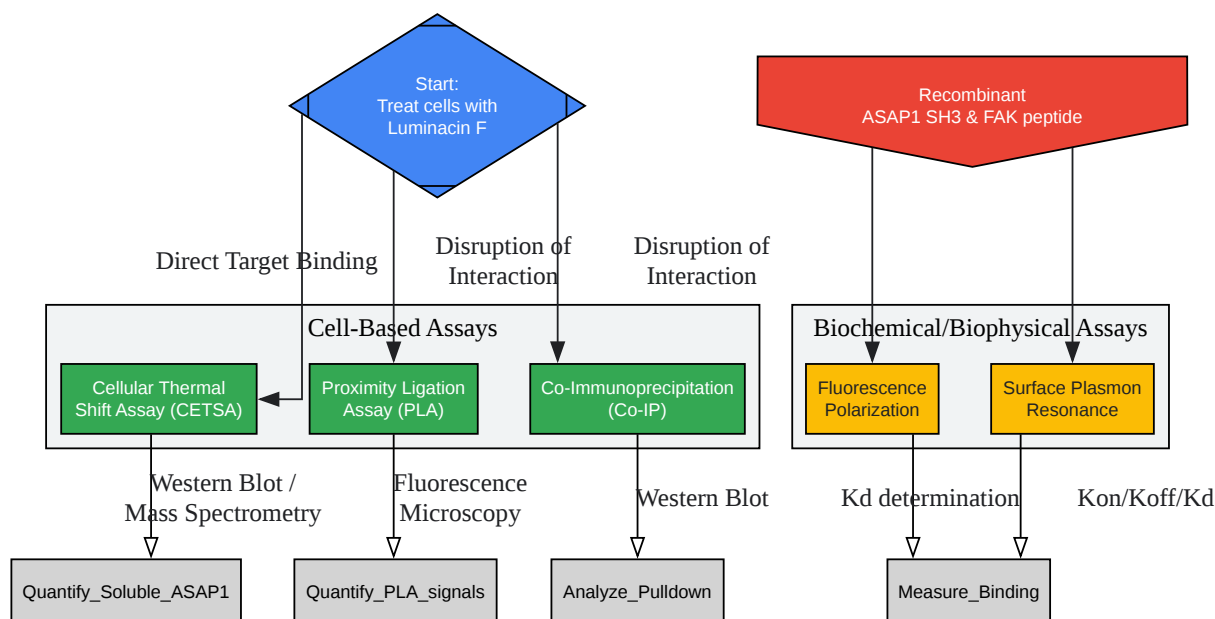 Start:
Treat cells with
Luminacin F
Recombinant
ASAP1 SH3 & FAK peptide
Direct Target Binding
Disruption of
Interaction
Disruption of
Interaction
Cell-Based Assays
Biochemical/Biophysical Assays
Cellular Thermal
Shift Assay (CETSA)
Proximity Ligation
Assay (PLA)
Co-Immunoprecipitation
(Co-IP)
Fluorescence
Polarization
Surface Plasmon
Resonance
Western Blot /
Mass Spectrometry
Fluorescence
Microscopy
Western Blot
Kd determination
Kon/Koff/Kd
Quantify_Soluble_ASAP1
Quantify_PLA_signals
Analyze_Pulldown
Measure_Binding